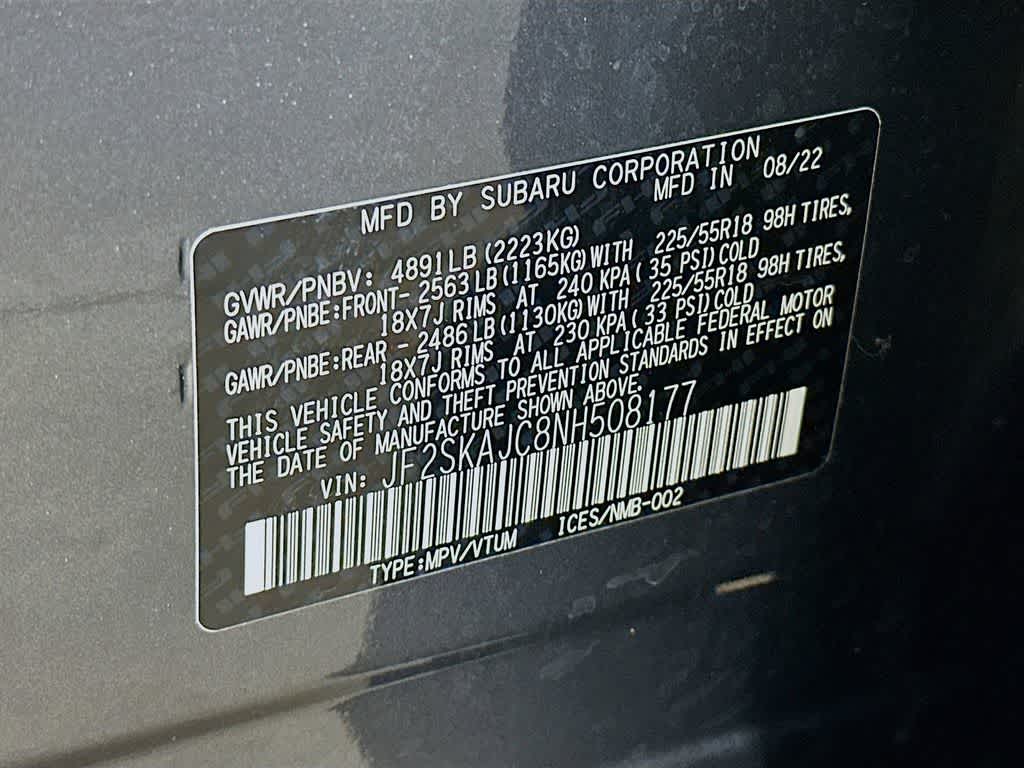 MFD BY SUBARU CORPORATION
MFD IN 08/22
GVWR/PNBV: 4891LB (2223KG)
GAWR/PNBE:FRONT- 2563LB (1165KG) WITH 225/55R18 98H TIRES,
18X7J RIMS AT 240 KPA ( 35 PSI) COLD
GAWR/PNBE:REAR - 2486LB (1130KG) WITH 225/55R18 98H TIRES,
18X7J RIMS AT 230 KPA ( 33 PSI) COLD
THIS VEHICLE CONFORMS TO ALL APPLICABLE FEDERAL MOTOR
VEHICLE SAFETY AND THEFT PREVENTION STANDARDS IN EFFECT ON
THE DATE OF MANUFACTURE SHOWN ABOVE.
VIN: JF2SKAJC8NH508177
TYPE:MPV/VTUM ICES/NMB-002